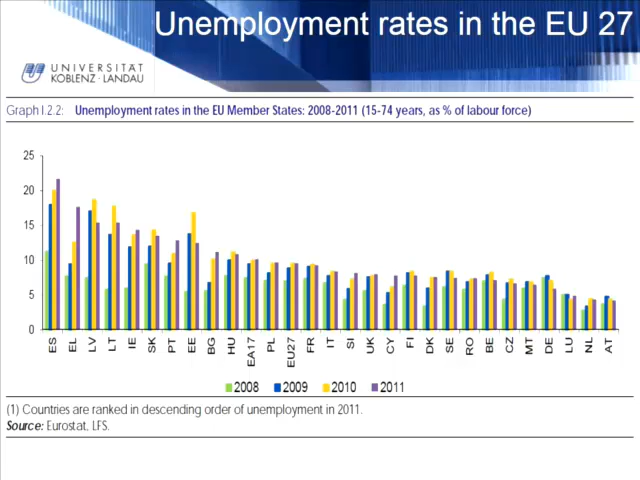 Unemployment rates in the EU 27
UNIVERSITÄT
KOBLENZ · LANDAU
Graph I.2.2: Unemployment rates in the EU Member States: 2008-2011 (15-74 years, as % of labour force)
25
20
15
10
5
0
ES EL LV LT IE SK PT EE BG HU EA17 PL EU27 FR IT SI UK CY FI DK SE RO BE CZ MT DE LU NL AT
2008 2009 2010 2011
(1) Countries are ranked in descending order of unemployment in 2011.
Source: Eurostat, LFS.